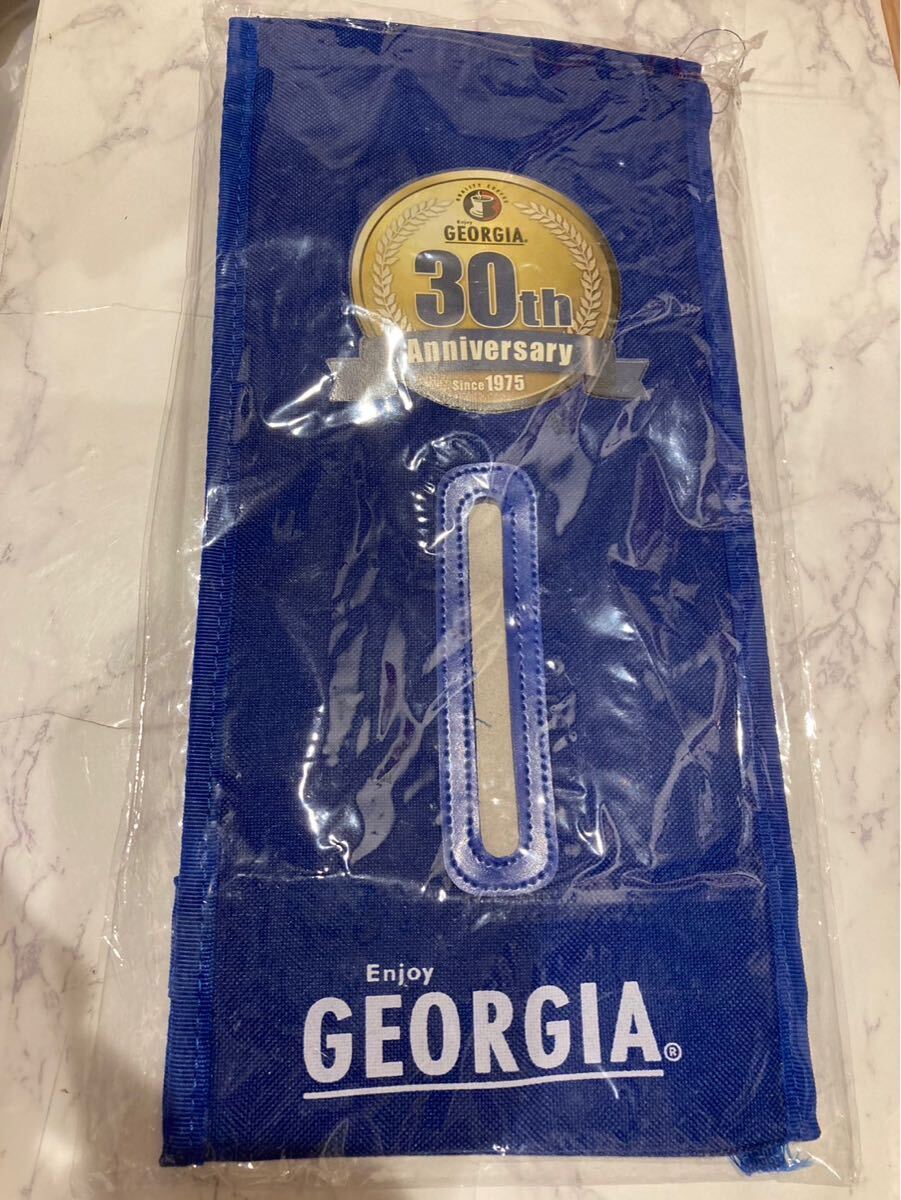 QUALITY COFFEE
Enjoy
GEORGIA®
30th
Anniversary
Since 1975
Enjoy
GEORGIA®